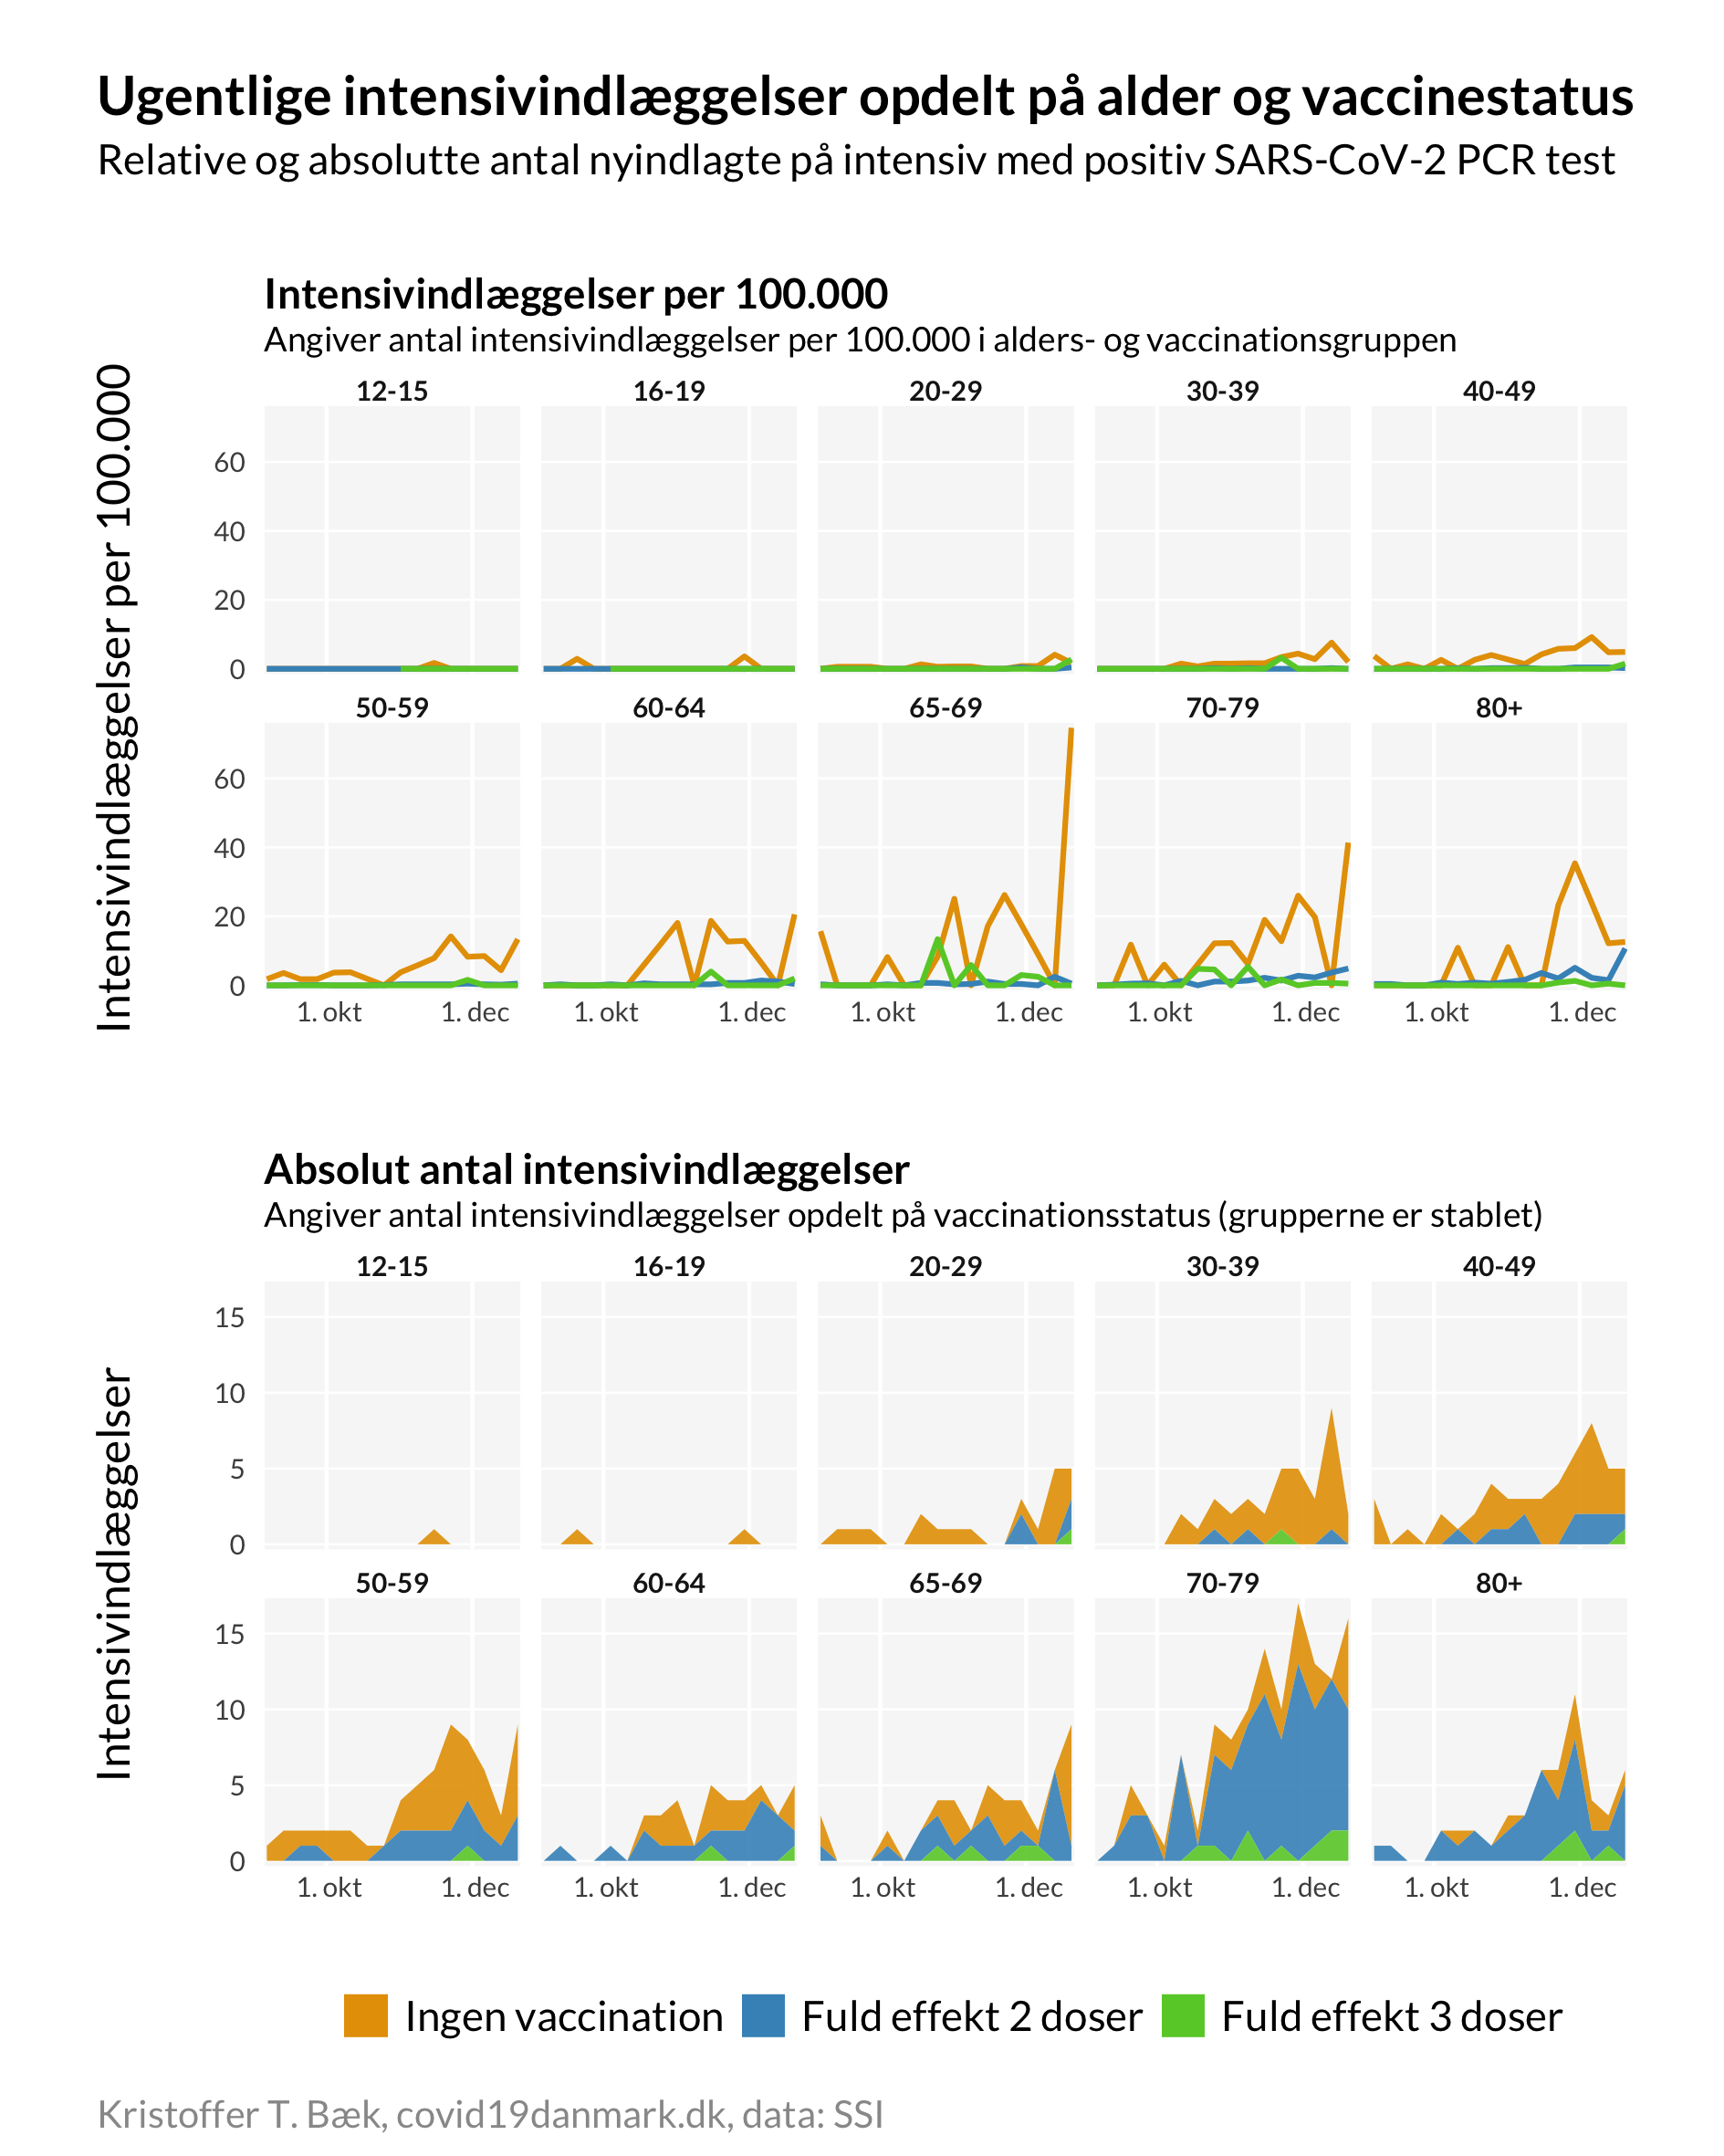 Ugentlige intensivindlæggelser opdelt på alder og vaccinestatus
Relative og absolutte antal nyindlagte på intensiv med positiv SARS-CoV-2 PCR test
Intensivindlæggelser per 100.000
Angiver antal intensivindlæggelser per 100.000 i alders- og vaccinationsgruppen
Intensivindlæggelser per 100.000
12-15 16-19 20-29 30-39 40-49
60
40
20
0
50-59 60-64 65-69 70-79 80+
60
40
20
0
1. okt 1. dec 1. okt 1. dec 1. okt 1. dec 1. okt 1. dec 1. okt 1. dec
Absolut antal intensivindlæggelser
Angiver antal intensivindlæggelser opdelt på vaccinationsstatus (grupperne er stablet)
Intensivindlæggelser
12-15 16-19 20-29 30-39 40-49
15
10
5
0
50-59 60-64 65-69 70-79 80+
15
10
5
0
1. okt 1. dec 1. okt 1. dec 1. okt 1. dec 1. okt 1. dec 1. okt 1. dec
Ingen vaccination Fuld effekt 2 doser Fuld effekt 3 doser
Kristoffer T. Bæk, covid19danmark.dk, data: SSI